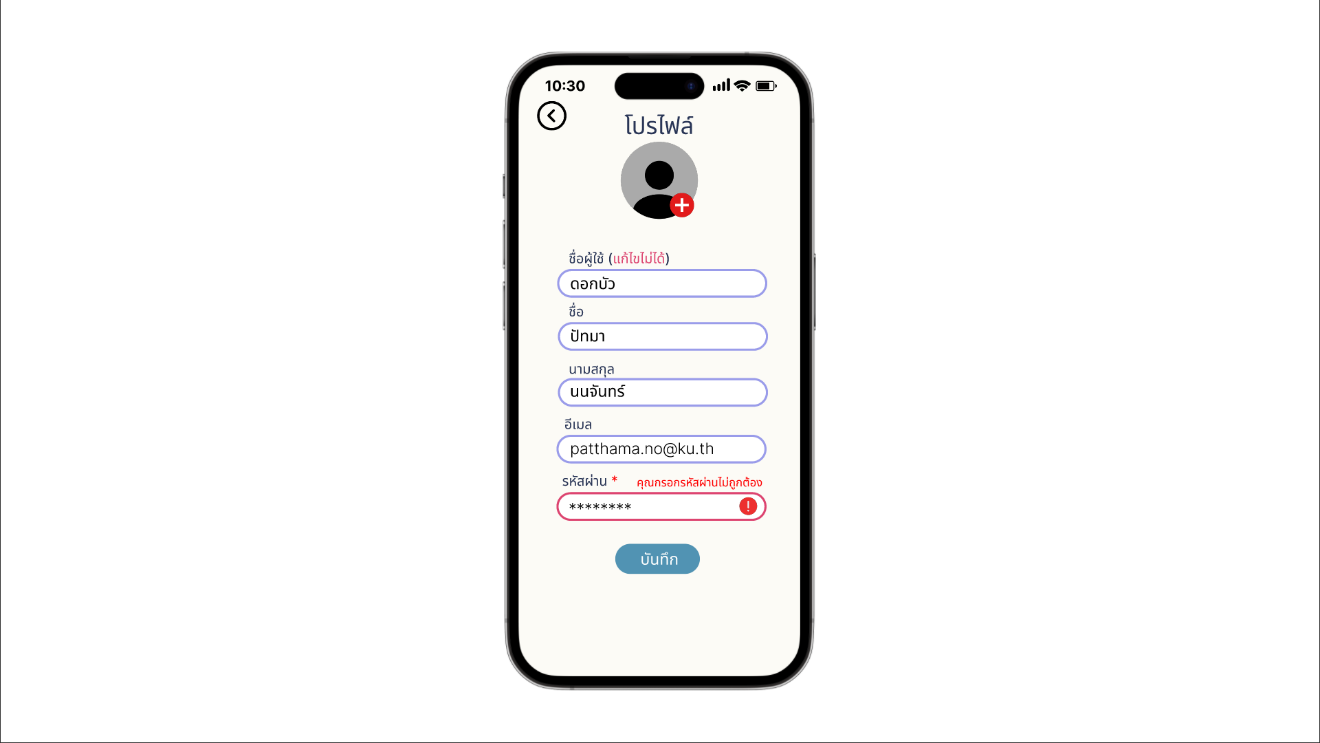 10:30
โปรไฟล์
ชื่อผู้ใช้ (แก้ไขไม่ได้)
ดอกบัว
ชื่อ
ปัทมา
นามสกุล
นนจันทร์
อีเมล
patthama.no@ku.th
รหัสผ่าน * คุณกรอกรหัสผ่านไม่ถูกต้อง
********
บันทึก